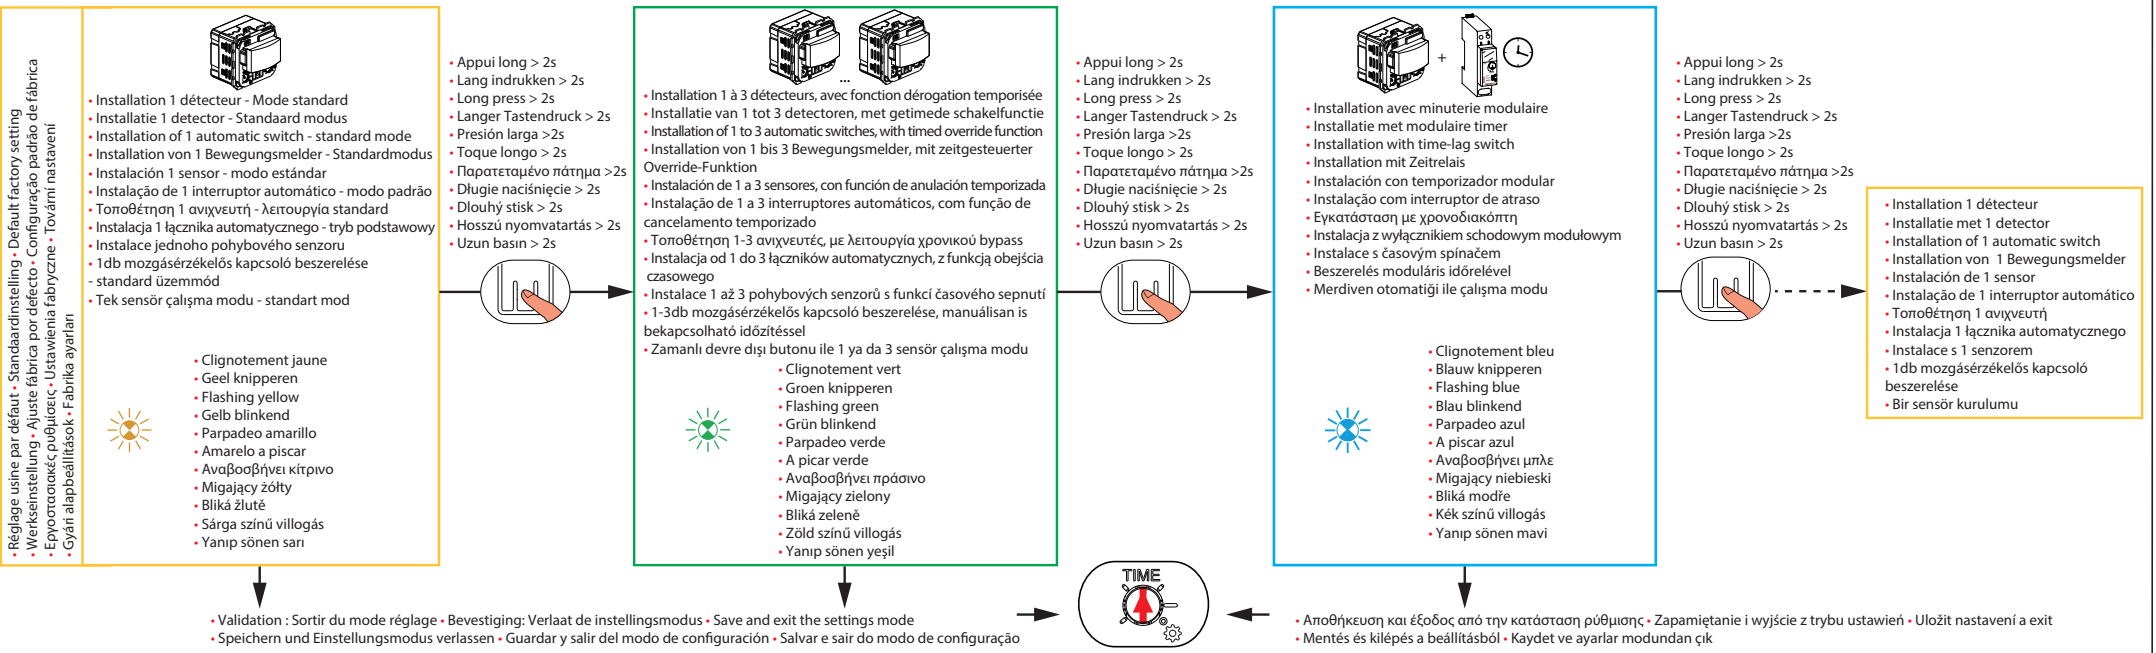 • Réglage usine par défaut • Standaardinstelling • Default factory setting
• Werkseinstellung • Ajuste fábrica por defecto • Configuração padrão de fábrica
• Εργοστασιακές ρυθμίσεις • Ustawienia fabryczne • Tovární nastavení
• Gyári alapbeállítások • Fabrika ayarları
• Installation 1 détecteur - Mode standard
• Installatie 1 detector - Standaard modus
• Installation of 1 automatic switch - standard mode
• Installation von 1 Bewegungsmelder - Standardmodus
• Instalación 1 sensor - modo estándar
• Instalação de 1 interruptor automático - modo padrão
• Τοποθέτηση 1 ανιχνευτή - λειτουργία standard
• Instalacja 1 łącznika automatycznego - tryb podstawowy
• Instalace jednoho pohybového senzoru
• 1db mozgásérzékelős kapcsoló beszerelése
- standard üzemmód
• Tek sensör çalışma modu - standart mod
• Clignotement jaune
• Geel knipperen
• Flashing yellow
• Gelb blinkend
• Parpadeo amarillo
• Amarelo a piscar
• Αναβοσβήνει κίτρινο
• Migający żółty
• Bliká žlutě
• Sárga színű villogás
• Yanıp sönen sarı
• Appui long > 2s
• Lang indrukken > 2s
• Long press > 2s
• Langer Tastendruck > 2s
• Presión larga >2s
• Toque longo > 2s
• Παρατεταμένο πάτημα >2s
• Długie naciśnięcie > 2s
• Dlouhý stisk > 2s
• Hosszú nyomvatartás > 2s
• Uzun basın > 2s
...
• Installation 1 à 3 détecteurs, avec fonction dérogation temporisée
• Installatie van 1 tot 3 detectoren, met getimede schakelfunctie
• Installation of 1 to 3 automatic switches, with timed override function
• Installation von 1 bis 3 Bewegungsmelder, mit zeitgesteuerter
Override-Funktion
• Instalación de 1 a 3 sensores, con función de anulación temporizada
• Instalação de 1 a 3 interruptores automáticos, com função de
cancelamento temporizado
• Τοποθέτηση 1-3 ανιχνευτές, με λειτουργία χρονικού bypass
• Instalacja od 1 do 3 łączników automatycznych, z funkcją obejścia
czasowego
• Instalace 1 až 3 pohybových senzorů s funkcí časového sepnutí
• 1-3db mozgásérzékelős kapcsoló beszerelése, manuálisan is
bekapcsolható időzítéssel
• Zamanlı devre dışı butonu ile 1 ya da 3 sensör çalışma modu
• Clignotement vert
• Groen knipperen
• Flashing green
• Grün blinkend
• Parpadeo verde
• A picar verde
• Αναβοσβήνει πράσινο
• Migający zielony
• Bliká zeleně
• Zöld színű villogás
• Yanıp sönen yeşil
• Appui long > 2s
• Lang indrukken > 2s
• Long press > 2s
• Langer Tastendruck > 2s
• Presión larga >2s
• Toque longo > 2s
• Παρατεταμένο πάτημα >2s
• Długie naciśnięcie > 2s
• Dlouhý stisk > 2s
• Hosszú nyomvatartás > 2s
• Uzun basın > 2s
+
• Installation avec minuterie modulaire
• Installatie met modulaire timer
• Installation with time-lag switch
• Installation mit Zeitrelais
• Instalación con temporizador modular
• Instalação com interruptor de atraso
• Εγκατάσταση με χρονοδιακόπτη
• Instalacja z wyłącznikiem schodowym modułowym
• Instalace s časovým spínačem
• Beszerelés moduláris időrelével
• Merdiven otomatiği ile çalışma modu
• Clignotement bleu
• Blauw knipperen
• Flashing blue
• Blau blinkend
• Parpadeo azul
• A piscar azul
• Αναβοσβήνει μπλε
• Migający niebieski
• Bliká modře
• Kék színű villogás
• Yanıp sönen mavi
• Appui long > 2s
• Lang indrukken > 2s
• Long press > 2s
• Langer Tastendruck > 2s
• Presión larga >2s
• Toque longo > 2s
• Παρατεταμένο πάτημα >2s
• Długie naciśnięcie > 2s
• Dlouhý stisk > 2s
• Hosszú nyomvatartás > 2s
• Uzun basın > 2s
• Installation 1 détecteur
• Installatie met 1 detector
• Installation of 1 automatic switch
• Installation von 1 Bewegungsmelder
• Instalación de 1 sensor
• Instalação de 1 interruptor automático
• Τοποθέτηση 1 ανιχνευτή
• Instalacja 1 łącznika automatycznego
• Instalace s 1 senzorem
• 1db mozgásérzékelős kapcsoló
beszerelése
• Bir sensör kurulumu
• Validation : Sortir du mode réglage • Bevestiging: Verlaat de instellingsmodus • Save and exit the settings mode
• Speichern und Einstellungsmodus verlassen • Guardar y salir del modo de configuración • Salvar e sair do modo de configuração
TIME
• Αποθήκευση και έξοδος από την κατάσταση ρύθμισης • Zapamiętanie i wyjście z trybu ustawień • Uložit nastavení a exit
• Mentés és kilépés a beállításból • Kaydet ve ayarlar modundan çık